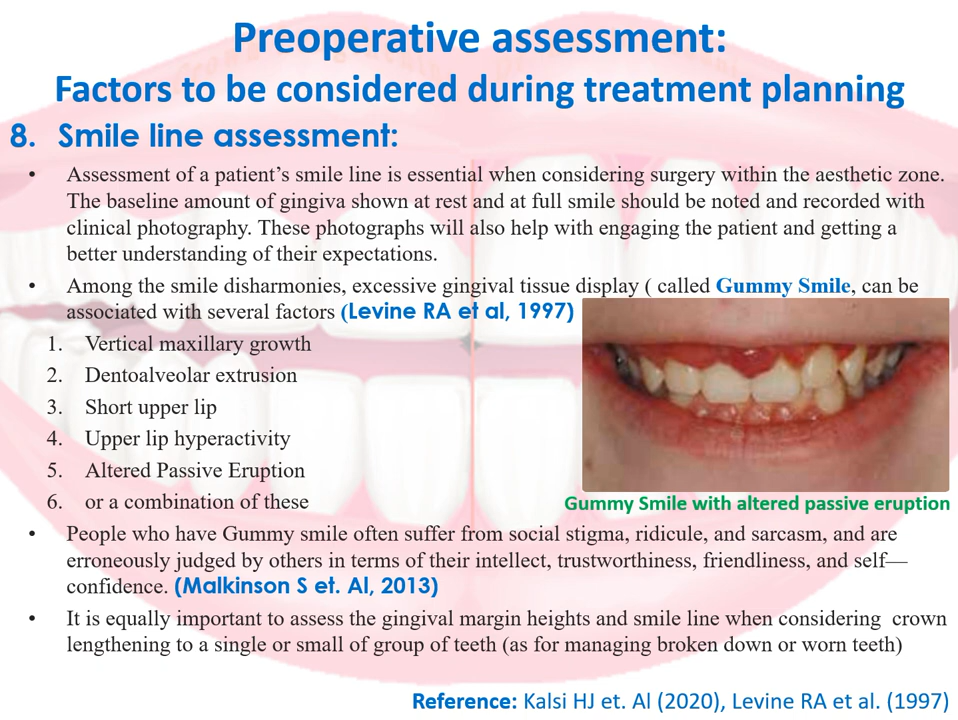 Preoperative assessment:
Factors to be considered during treatment planning
8. Smile line assessment:
• Assessment of a patient’s smile line is essential when considering surgery within the aesthetic zone.
The baseline amount of gingiva shown at rest and at full smile should be noted and recorded with
clinical photography. These photographs will also help with engaging the patient and getting a
better understanding of their expectations.
• Among the smile disharmonies, excessive gingival tissue display ( called Gummy Smile, can be
associated with several factors (Levine RA et al, 1997)
1. Vertical maxillary growth
2. Dentoalveolar extrusion
3. Short upper lip
4. Upper lip hyperactivity
5. Altered Passive Eruption
6. or a combination of these
Gummy Smile with altered passive eruption
• People who have Gummy smile often suffer from social stigma, ridicule, and sarcasm, and are
erroneously judged by others in terms of their intellect, trustworthiness, friendliness, and self—
confidence. (Malkinson S et. Al, 2013)
• It is equally important to assess the gingival margin heights and smile line when considering crown
lengthening to a single or small of group of teeth (as for managing broken down or worn teeth)
Reference: Kalsi HJ et. Al (2020), Levine RA et al. (1997)